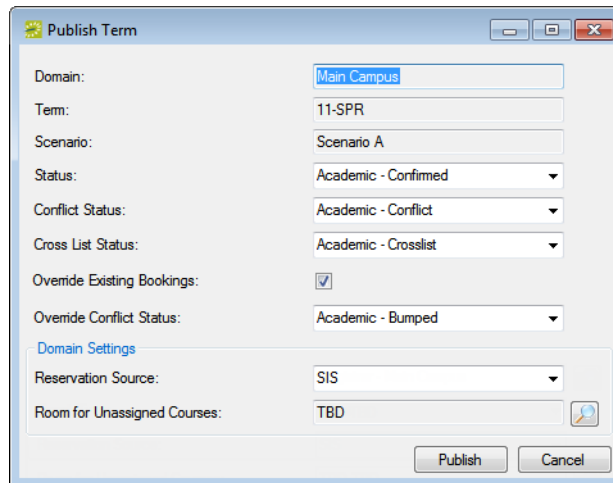 Publish Term
Domain: Main Campus
Term: 11-SPR
Scenario: Scenario A
Status: Academic - Confirmed
Conflict Status: Academic - Conflict
Cross List Status: Academic - Crosslist
Override Existing Bookings:
Override Conflict Status: Academic - Bumped
Domain Settings
Reservation Source: SIS
Room for Unassigned Courses: TBD
Publish Cancel